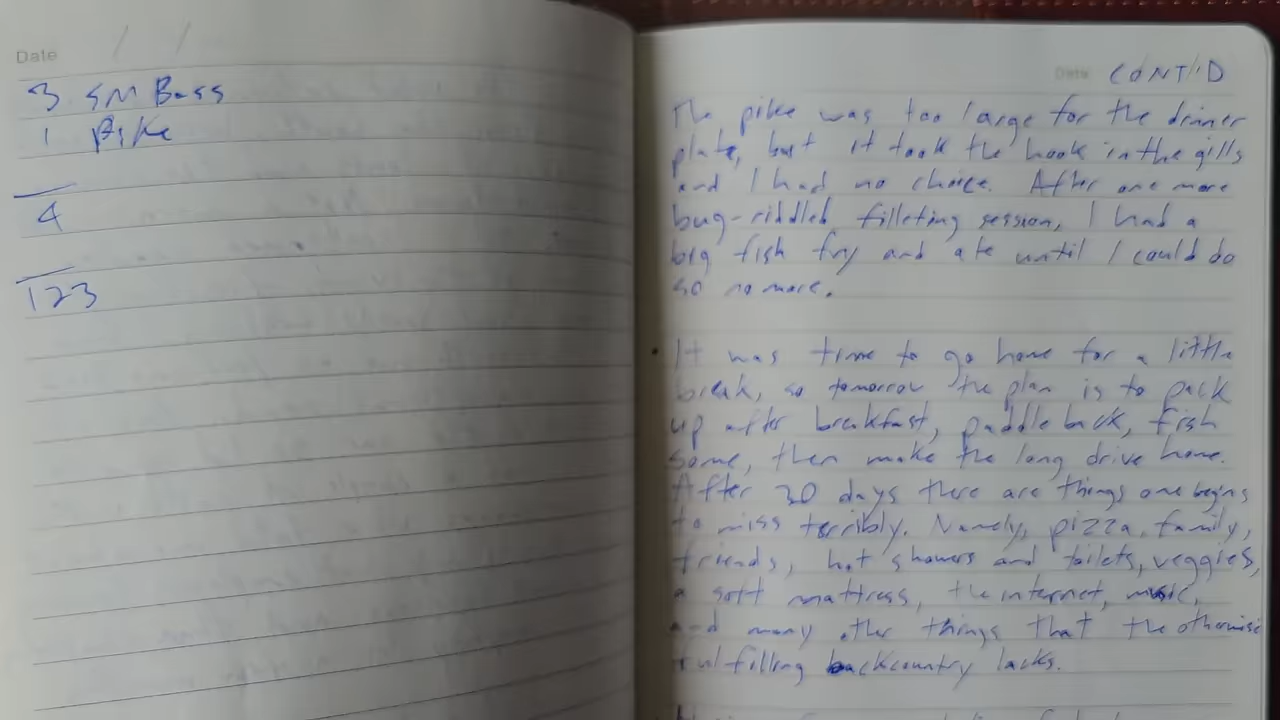 Date / /
3 SM Bass
1 Pike
4
123
Date CONT'D
The pike was too large for the dinner
plate, but it took the hook in the gills
and I had no choice. After one more
bug-riddled filleting session, I had a
big fish fry and ate until I could do
so no more.
It was time to go home for a little
break, so tomorrow the plan is to pack
up after breakfast, paddle back, fish
some, then make the long drive home.
After 30 days there are things one begins
to miss terribly. Namely, pizza, family,
friends, hot showers and toilets, veggies,
a soft mattress, the internet, music,
and many other things that the otherwise
fulfilling backcountry lacks.